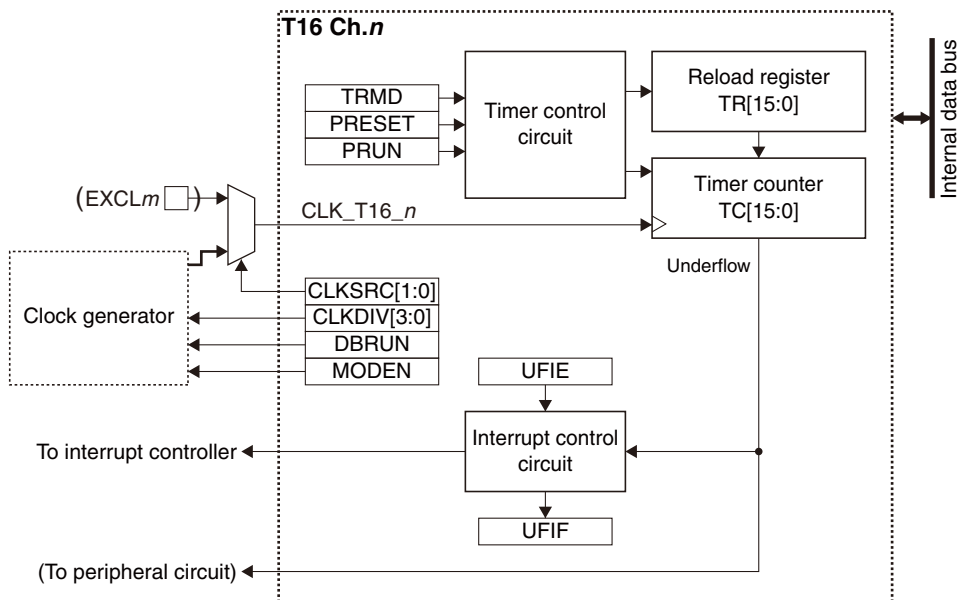 T16 Ch.n
TRMD
PRESET
PRUN
Timer control
circuit
Reload register
TR[15:0]
Timer counter
TC[15:0]
Internal data bus
(EXCLm )
CLK_T16_n
Underflow
Clock generator
CLKSRC[1:0]
CLKDIV[3:0]
DBRUN
MODEN
UFIE
Interrupt control
circuit
UFIF
To interrupt controller
(To peripheral circuit)